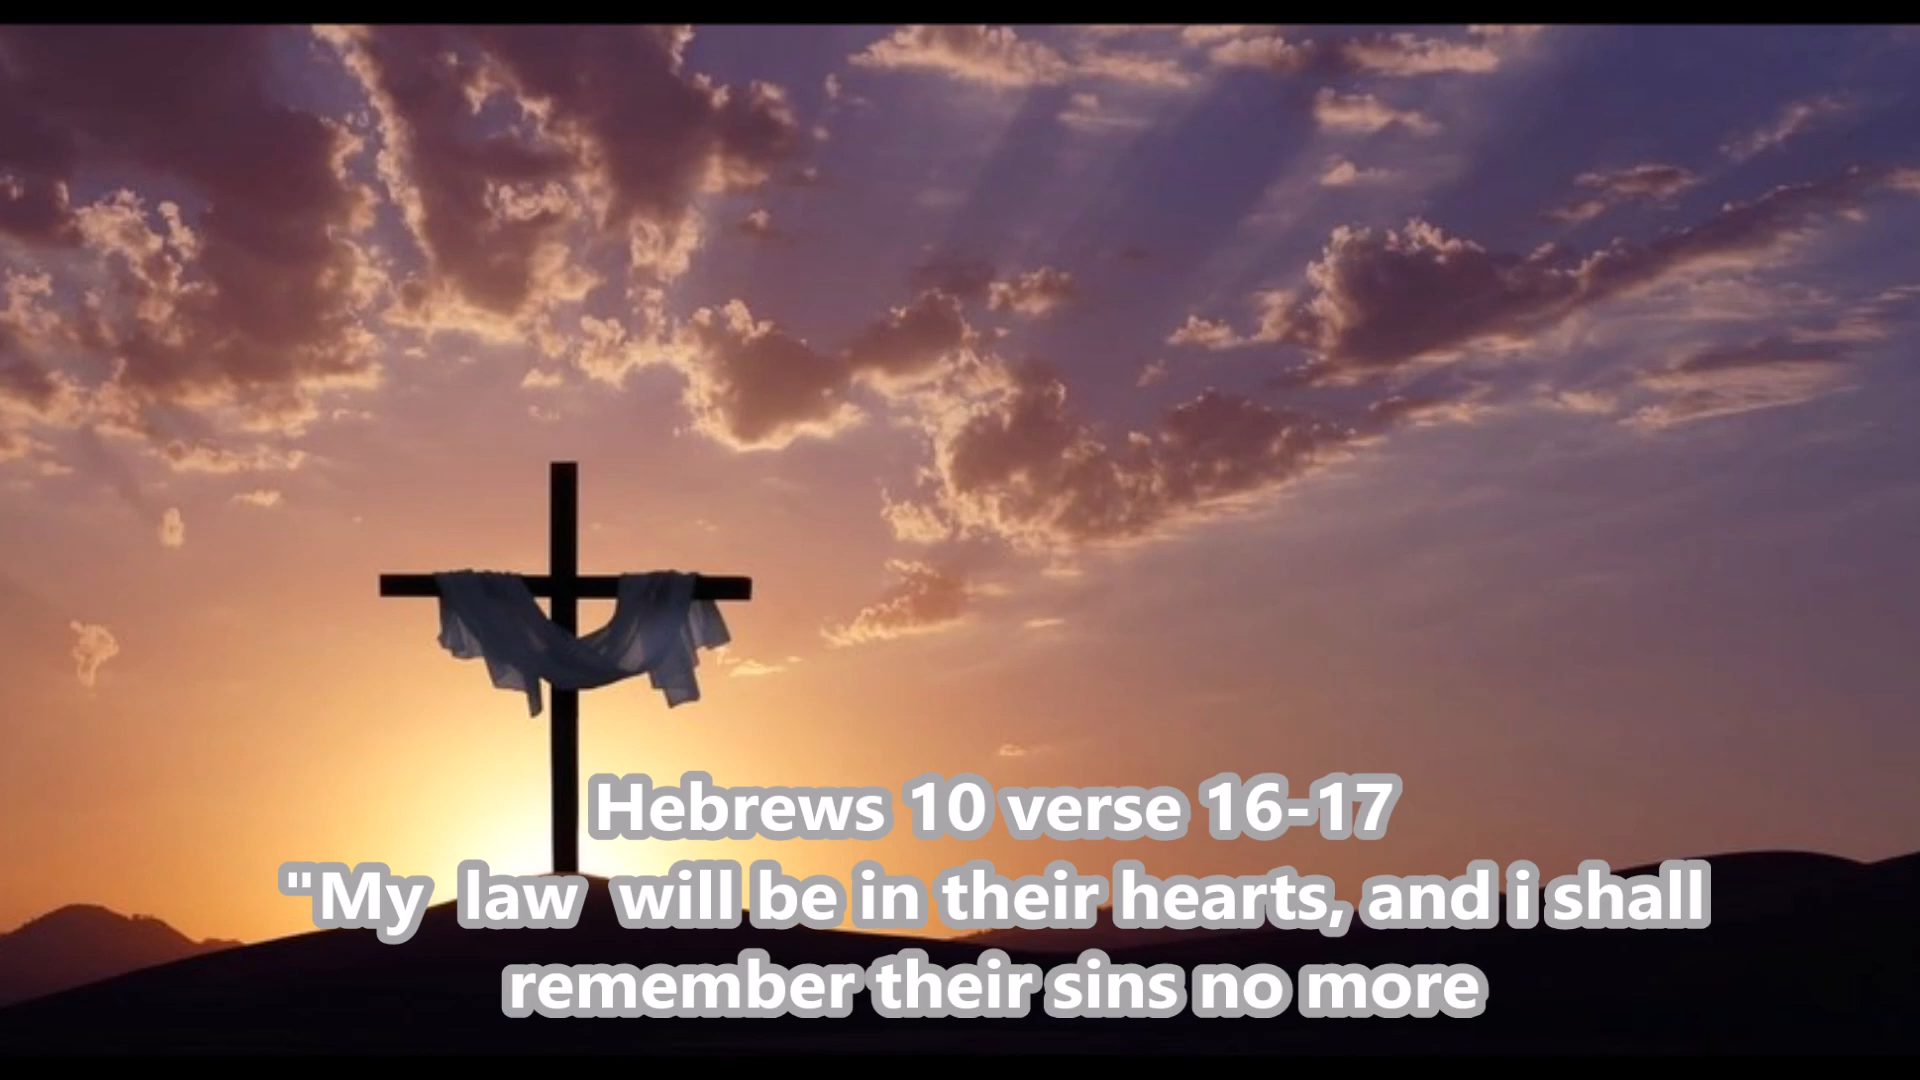 Hebrews 10 verse 16-17
"My law will be in their hearts, and i shall
remember their sins no more